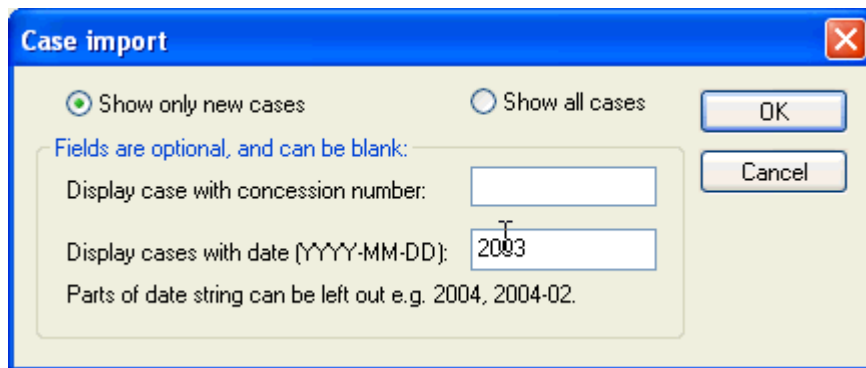 Case import
Show only new cases
Show all cases
OK
Fields are optional, and can be blank:
Cancel
Display case with concession number:
Display cases with date (YYYY-MM-DD):
2003
Parts of date string can be left out e.g. 2004, 2004-02.